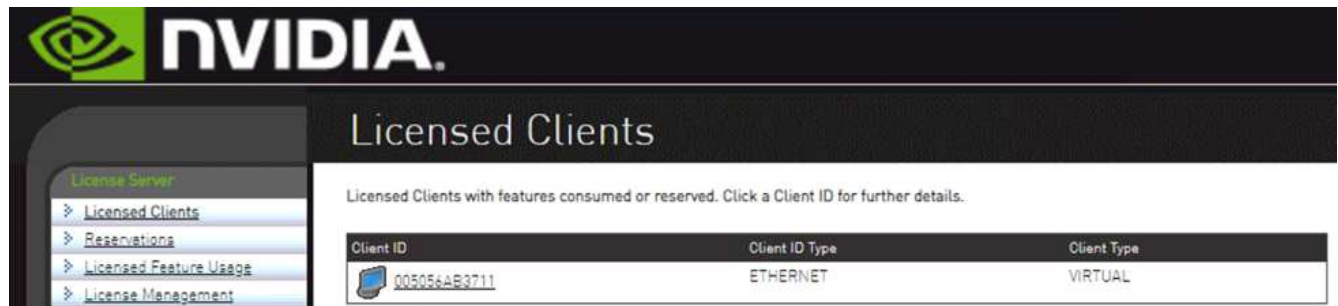 NVIDIA.
Licensed Clients
License Server
Licensed Clients
Reservations
Licensed Feature Usage
License Management
Licensed Clients with features consumed or reserved. Click a Client ID for further details.
Client ID Client ID Type Client Type
005056AB3711 ETHERNET VIRTUAL